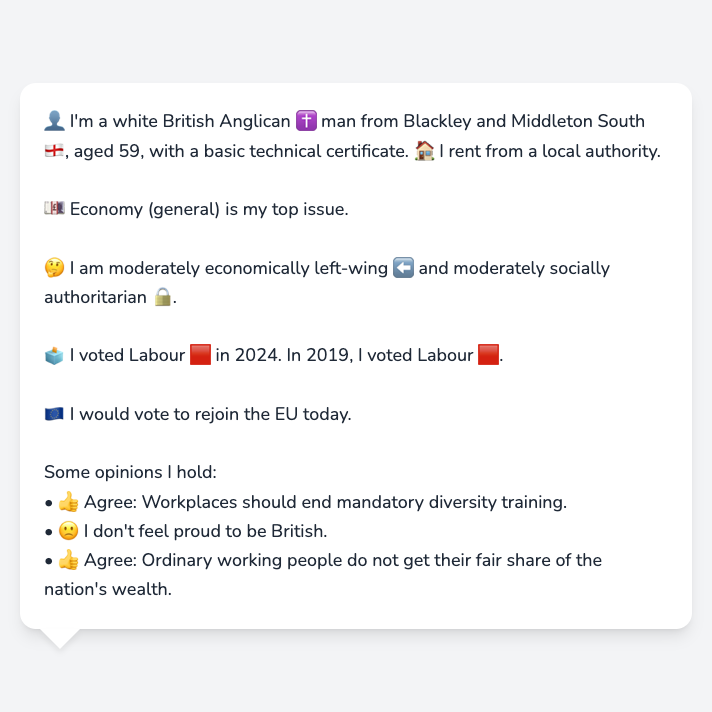 👤 I'm a white British Anglican ✝️ man from Blackley and Middleton South
🏴󠁧󠁢󠁥󠁮󠁧󠁿, aged 59, with a basic technical certificate. 🏠 I rent from a local authority.
💷 Economy (general) is my top issue.
🤔 I am moderately economically left-wing ⬅️ and moderately socially
authoritarian 🔒.
🗳️ I voted Labour 🟥 in 2024. In 2019, I voted Labour 🟥.
🇪🇺 I would vote to rejoin the EU today.
Some opinions I hold:
• 👍 Agree: Workplaces should end mandatory diversity training.
• 🙁 I don't feel proud to be British.
• 👍 Agree: Ordinary working people do not get their fair share of the
nation's wealth.